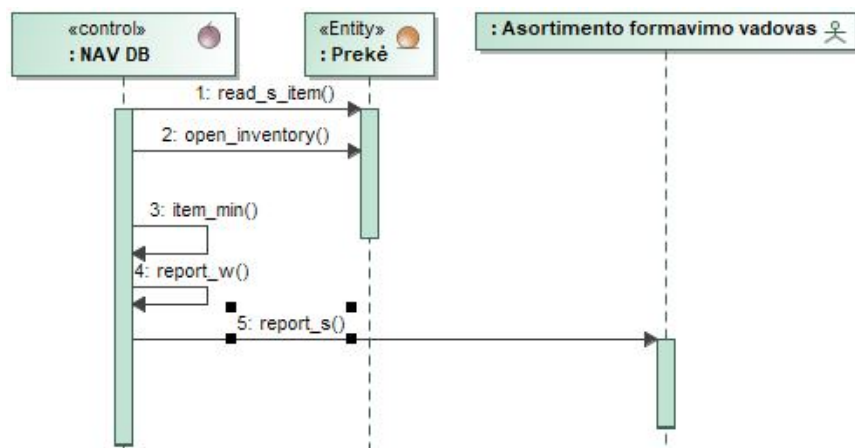 «control»
: NAV DB
«Entity»
: Prekė
: Asortimento formavimo vadovas
1: read_s_item()
2: open_inventory()
3: item_min()
4: report_w()
5: report_s()